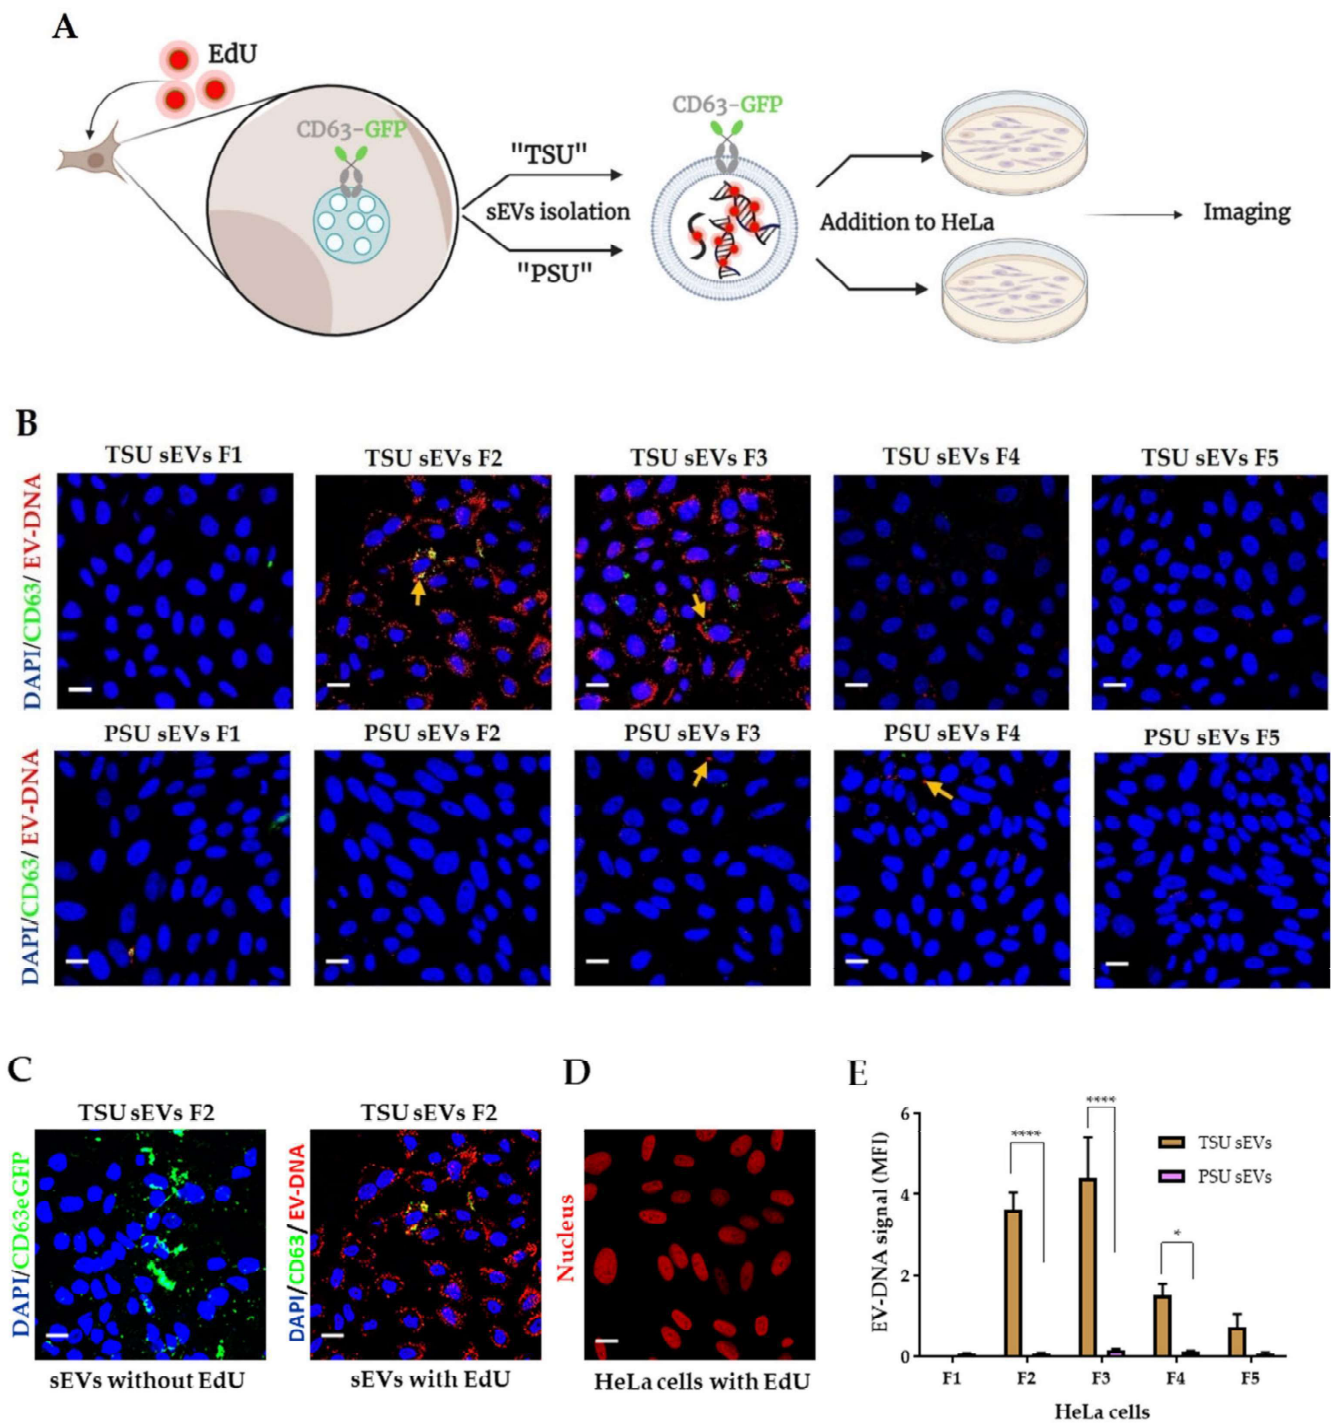 A
EdU
CD63-GFP
"TSU"
sEVs isolation
"PSU"
CD63-GFP
Addition to HeLa
Imaging
B
DAPI/CD63/ EV-DNA
TSU sEVs F1
TSU sEVs F2
TSU sEVs F3
TSU sEVs F4
TSU sEVs F5
DAPI/CD63/ EV-DNA
PSU sEVs F1
PSU sEVs F2
PSU sEVs F3
PSU sEVs F4
PSU sEVs F5
C
TSU sEVs F2
DAPI/CD63eGFP
sEVs without EdU
TSU sEVs F2
DAPI/CD63/ EV-DNA
sEVs with EdU
D
Nucleus
HeLa cells with EdU
E
EV-DNA signal (MFI)
6
4
2
0
****
****
*
TSU sEVs
PSU sEVs
F1 F2 F3 F4 F5
HeLa cells